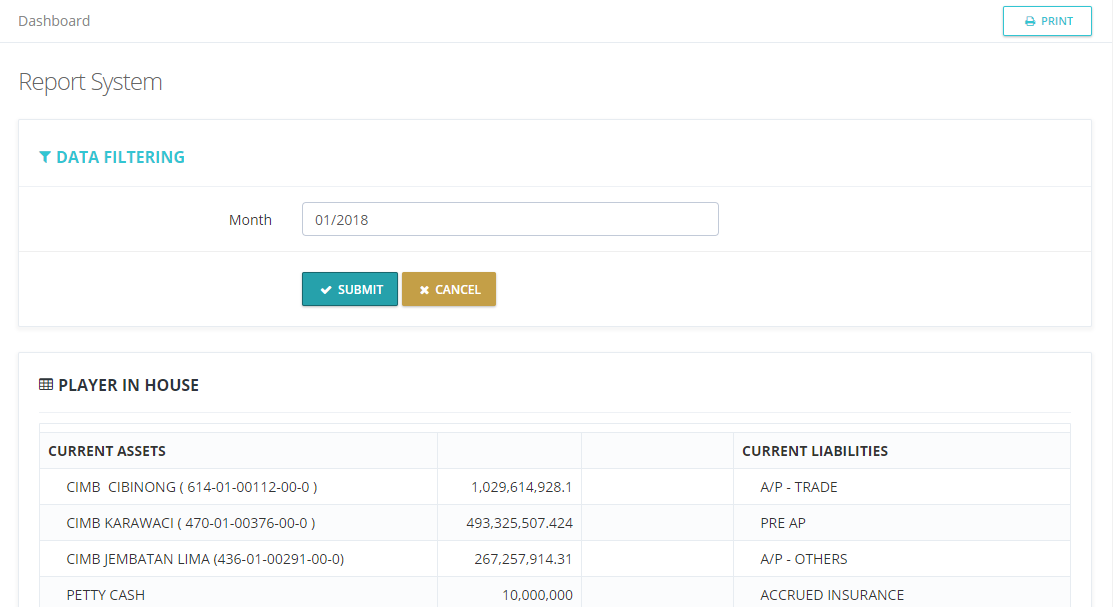 Dashboard
PRINT
Report System
DATA FILTERING
Month 01/2018
SUBMIT CANCEL
PLAYER IN HOUSE
CURRENT ASSETS CURRENT LIABILITIES
CIMB  CIBINONG ( 614-01-00112-00-0 ) 1,029,614,928.1 A/P - TRADE
CIMB KARAWACI ( 470-01-00376-00-0 ) 493,325,507.424 PRE AP
CIMB JEMBATAN LIMA (436-01-00291-00-0) 267,257,914.31 A/P - OTHERS
PETTY CASH 10,000,000 ACCRUED INSURANCE